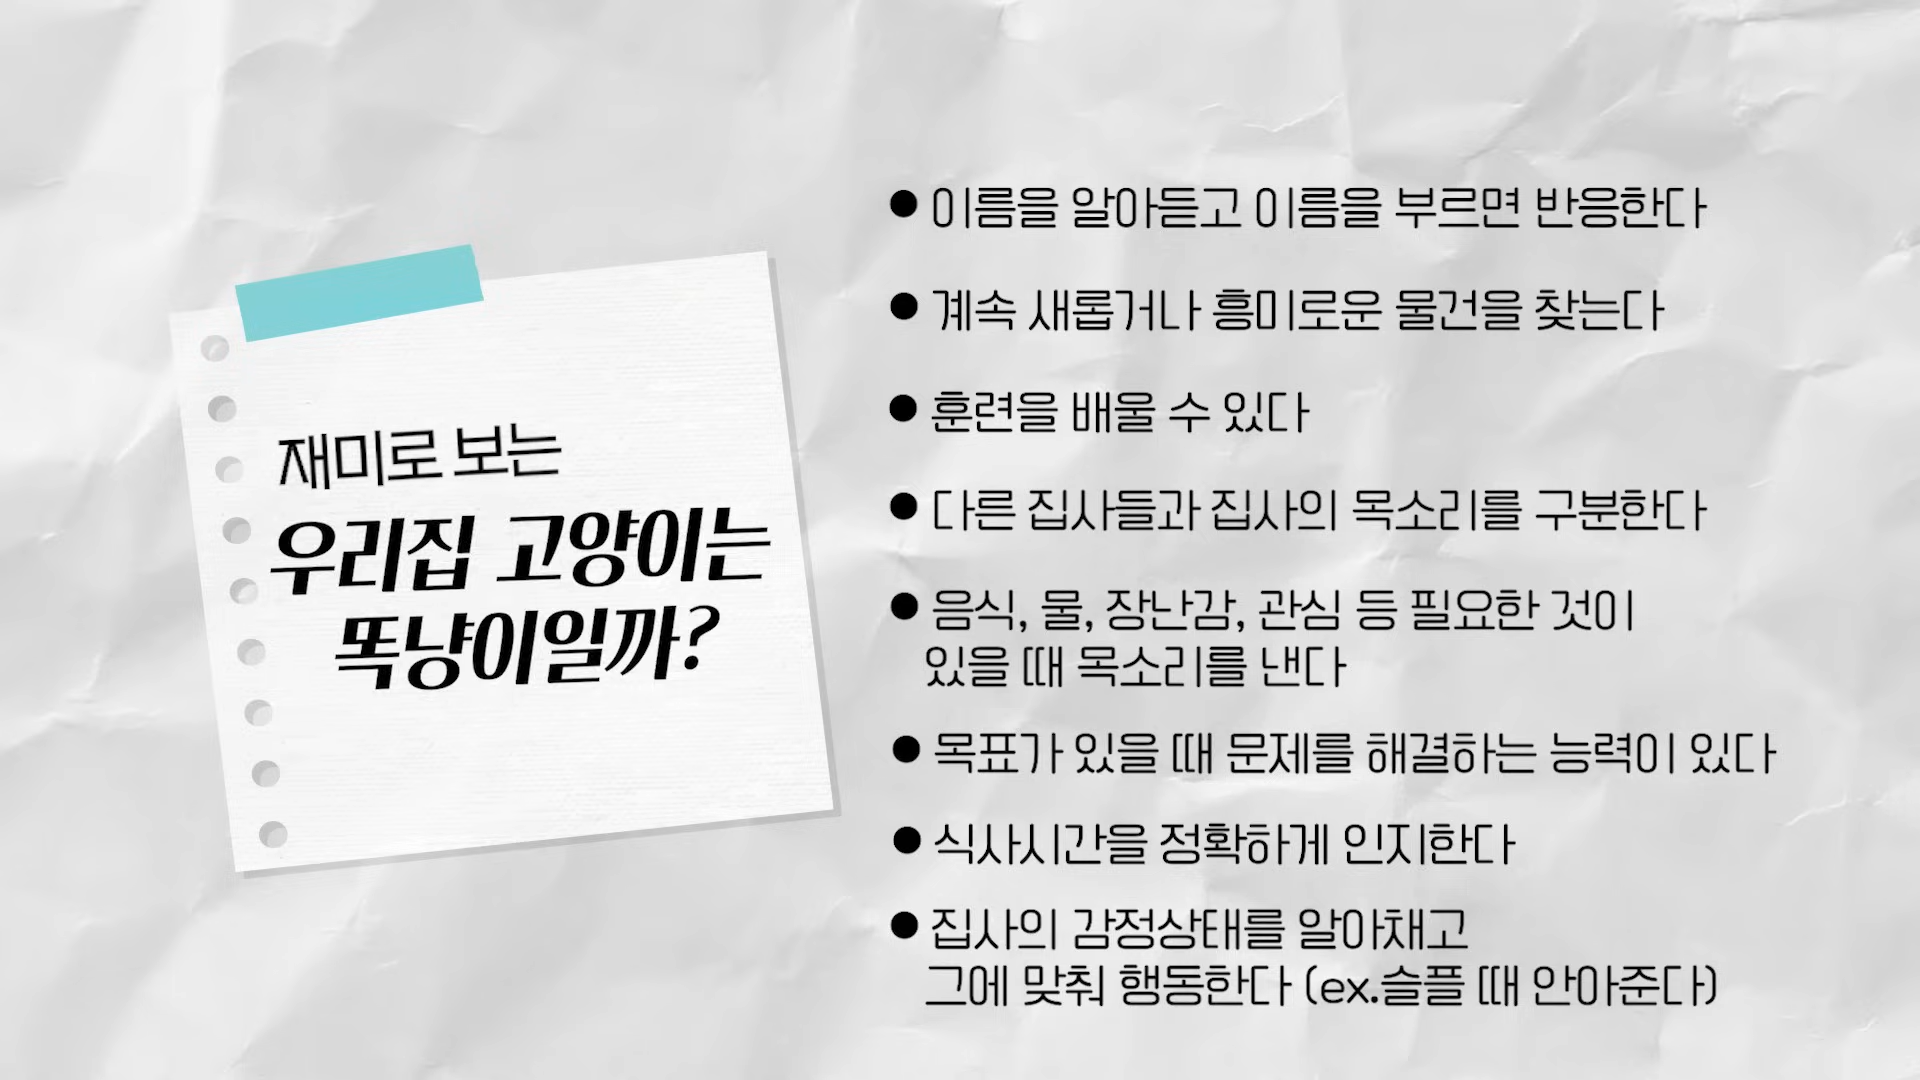 재미로 보는
우리집 고양이는
똑냥이일까?
● 이름을 알아듣고 이름을 부르면 반응한다
● 계속 새롭거나 흥미로운 물건을 찾는다
● 훈련을 배울 수 있다
● 다른 집사들과 집사의 목소리를 구분한다
● 음식, 물, 장난감, 관심 등 필요한 것이
있을 때 목소리를 낸다
● 목표가 있을 때 문제를 해결하는 능력이 있다
● 식사시간을 정확하게 인지한다
● 집사의 감정상태를 알아채고
그에 맞춰 행동한다 (ex.슬플 때 안아준다)